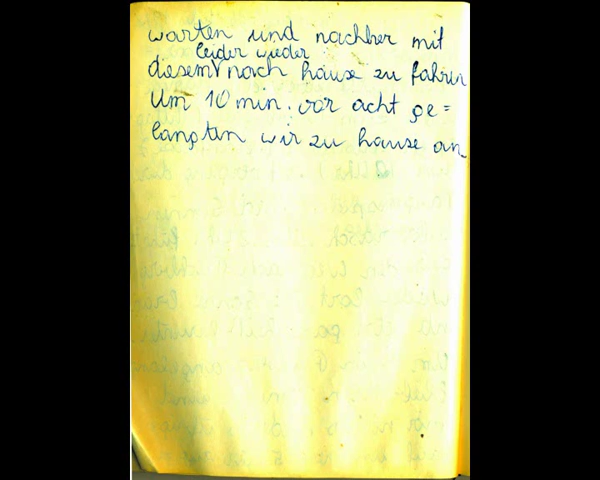 warten und nachher mit
leider wieder
diesem nach hause zu fahren
Um 10 min. vor acht ge=
langten wir zu hause an